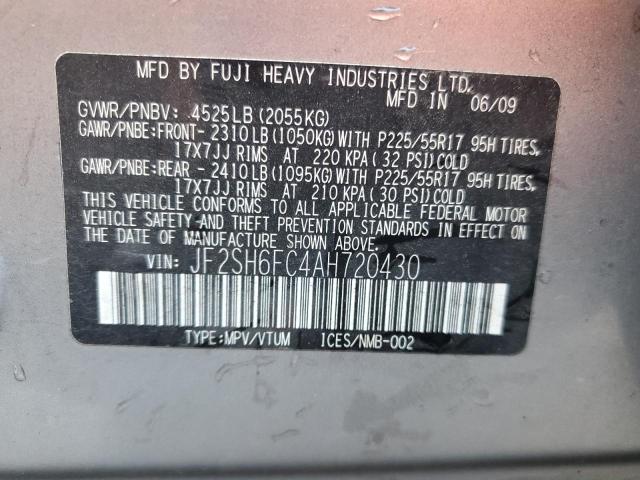 MFD BY FUJI HEAVY INDUSTRIES LTD.
MFD IN 06/09
GVWR/PNBV: 4525LB (2055KG)
GAWR/PNBE:FRONT- 2310LB(1050KG)WITH P225/55R17 95H TIRES,
17X7JJ RIMS AT 220 KPA( 32 PSI)COLD
GAWR/PNBE:REAR - 2410LB(1095KG)WITH P225/55R17 95H TIRES,
17X7JJ RIMS AT 210 KPA( 30 PSI)COLD
THIS VEHICLE CONFORMS TO ALL APPLICABLE FEDERAL MOTOR
VEHICLE SAFETY AND THEFT PREVENTION STANDARDS IN EFFECT ON
THE DATE OF MANUFACTURE SHOWN ABOVE.
VIN: JF2SH6FC4AH720430
TYPE:MPV/VTUM ICES/NMB-002